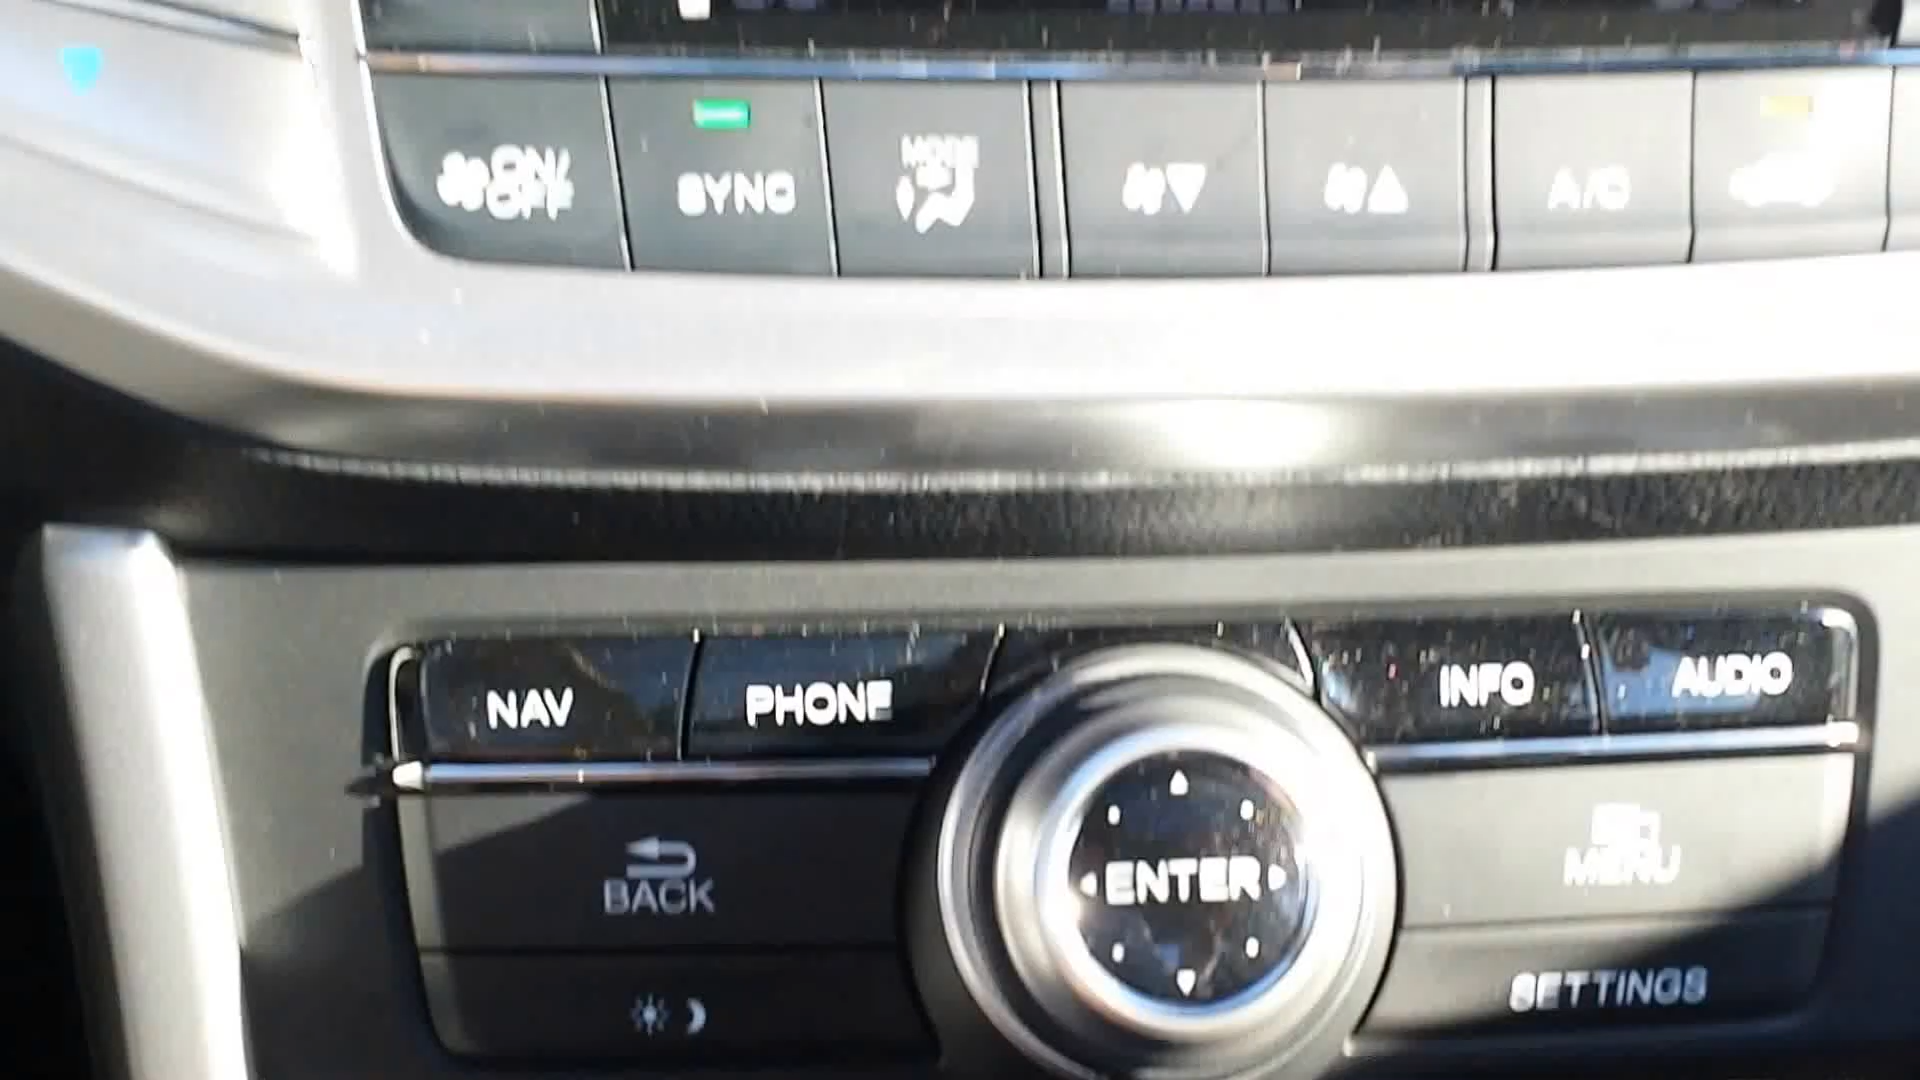 ON/
OFF
SYNC
MODE
A/C
NAV
PHONE
INFO
AUDIO
BACK
ENTER
MENU
SETTINGS